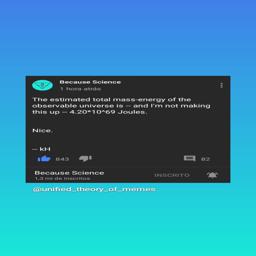 Because Science
1 hora atrás
The estimated total mass-energy of the
observable universe is – and I'm not making
this up – 4.20*10^69 Joules.
Nice.
– kH
843
82
Because Science
1,3 mi de inscritos
INSCRITO
@unified_theory_of_memes